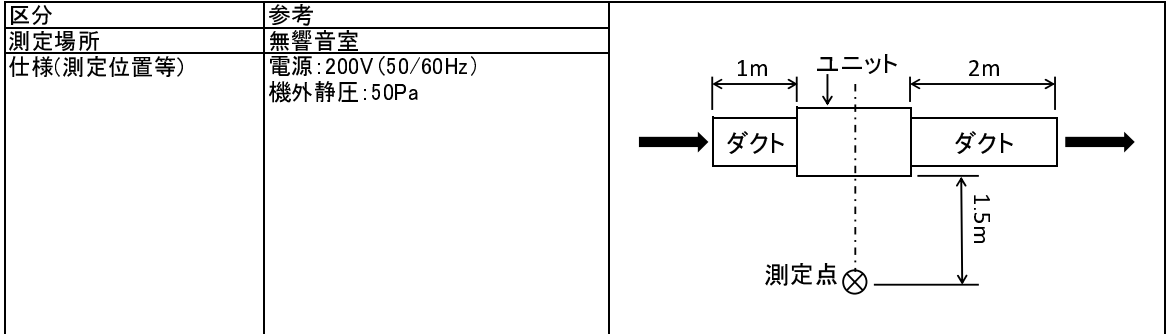 区分
参考
測定場所
無響音室
仕様(測定位置等)
電源:200V(50/60Hz)
機外静圧:50Pa
1m
ユニット
2m
ダクト
ダクト
1.5m
測定点